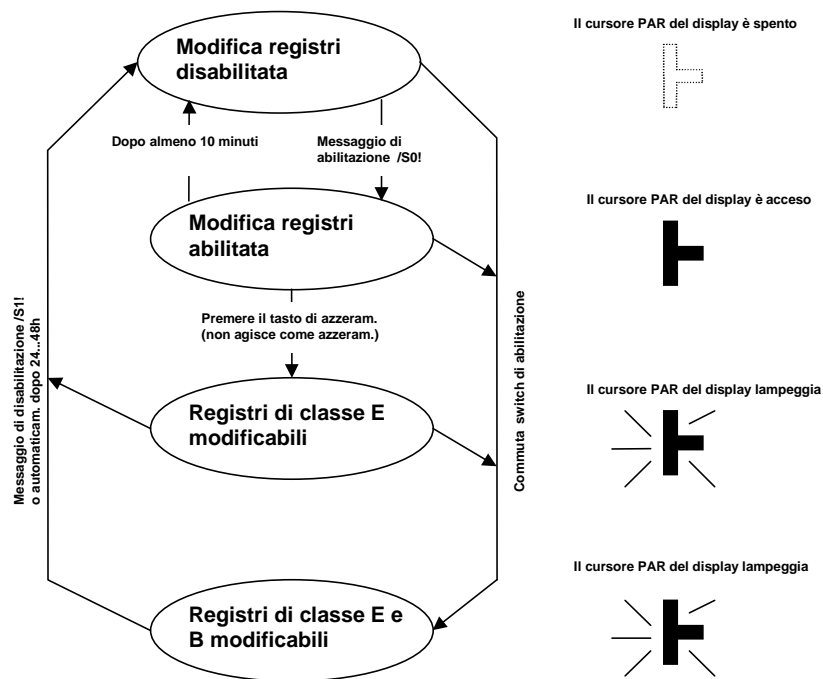 Il cursore PAR del display è spento
Modifica registri
disabilitata
Dopo almeno 10 minuti
Messaggio di
abilitazione /S0!
Il cursore PAR del display è acceso
Modifica registri
abilitata
Premere il tasto di azzeram.
(non agisce come azzeram.)
Messaggio di disabilitazione /S1!
o automaticam. dopo 24...48h
Commuta switch di abilitazione
Il cursore PAR del display lampeggia
Registri di classe E
modificabili
Il cursore PAR del display lampeggia
Registri di classe E e
B modificabili